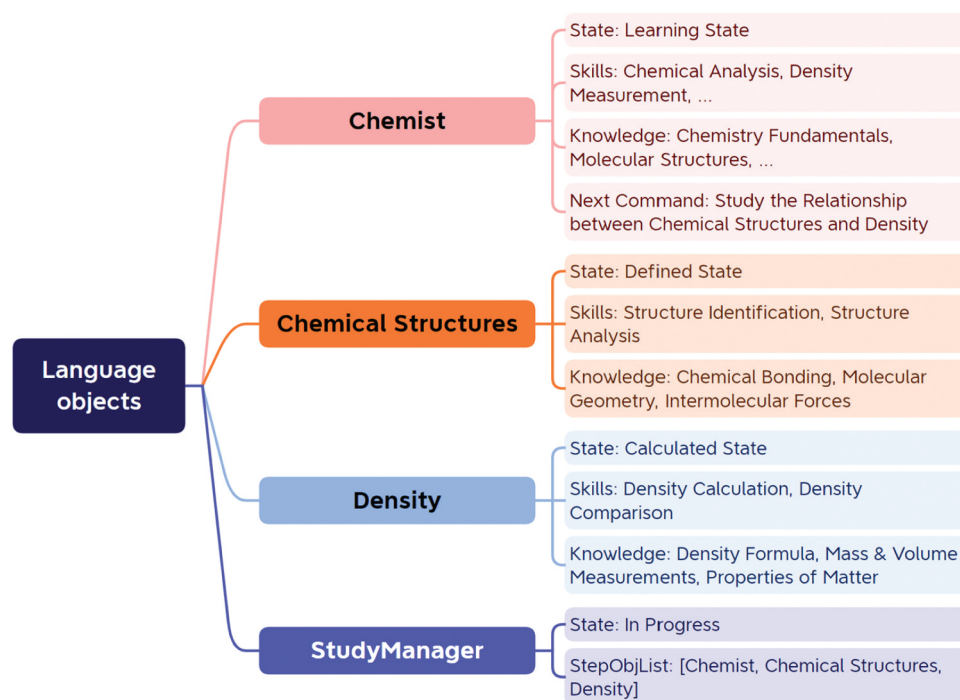 Language
objects
Chemist
State: Learning State
Skills: Chemical Analysis, Density
Measurement, ...
Knowledge: Chemistry Fundamentals,
Molecular Structures, ...
Next Command: Study the Relationship
between Chemical Structures and Density
Chemical Structures
State: Defined State
Skills: Structure Identification, Structure
Analysis
Knowledge: Chemical Bonding, Molecular
Geometry, Intermolecular Forces
Density
State: Calculated State
Skills: Density Calculation, Density
Comparison
Knowledge: Density Formula, Mass & Volume
Measurements, Properties of Matter
StudyManager
State: In Progress
StepObjList: [Chemist, Chemical Structures,
Density]